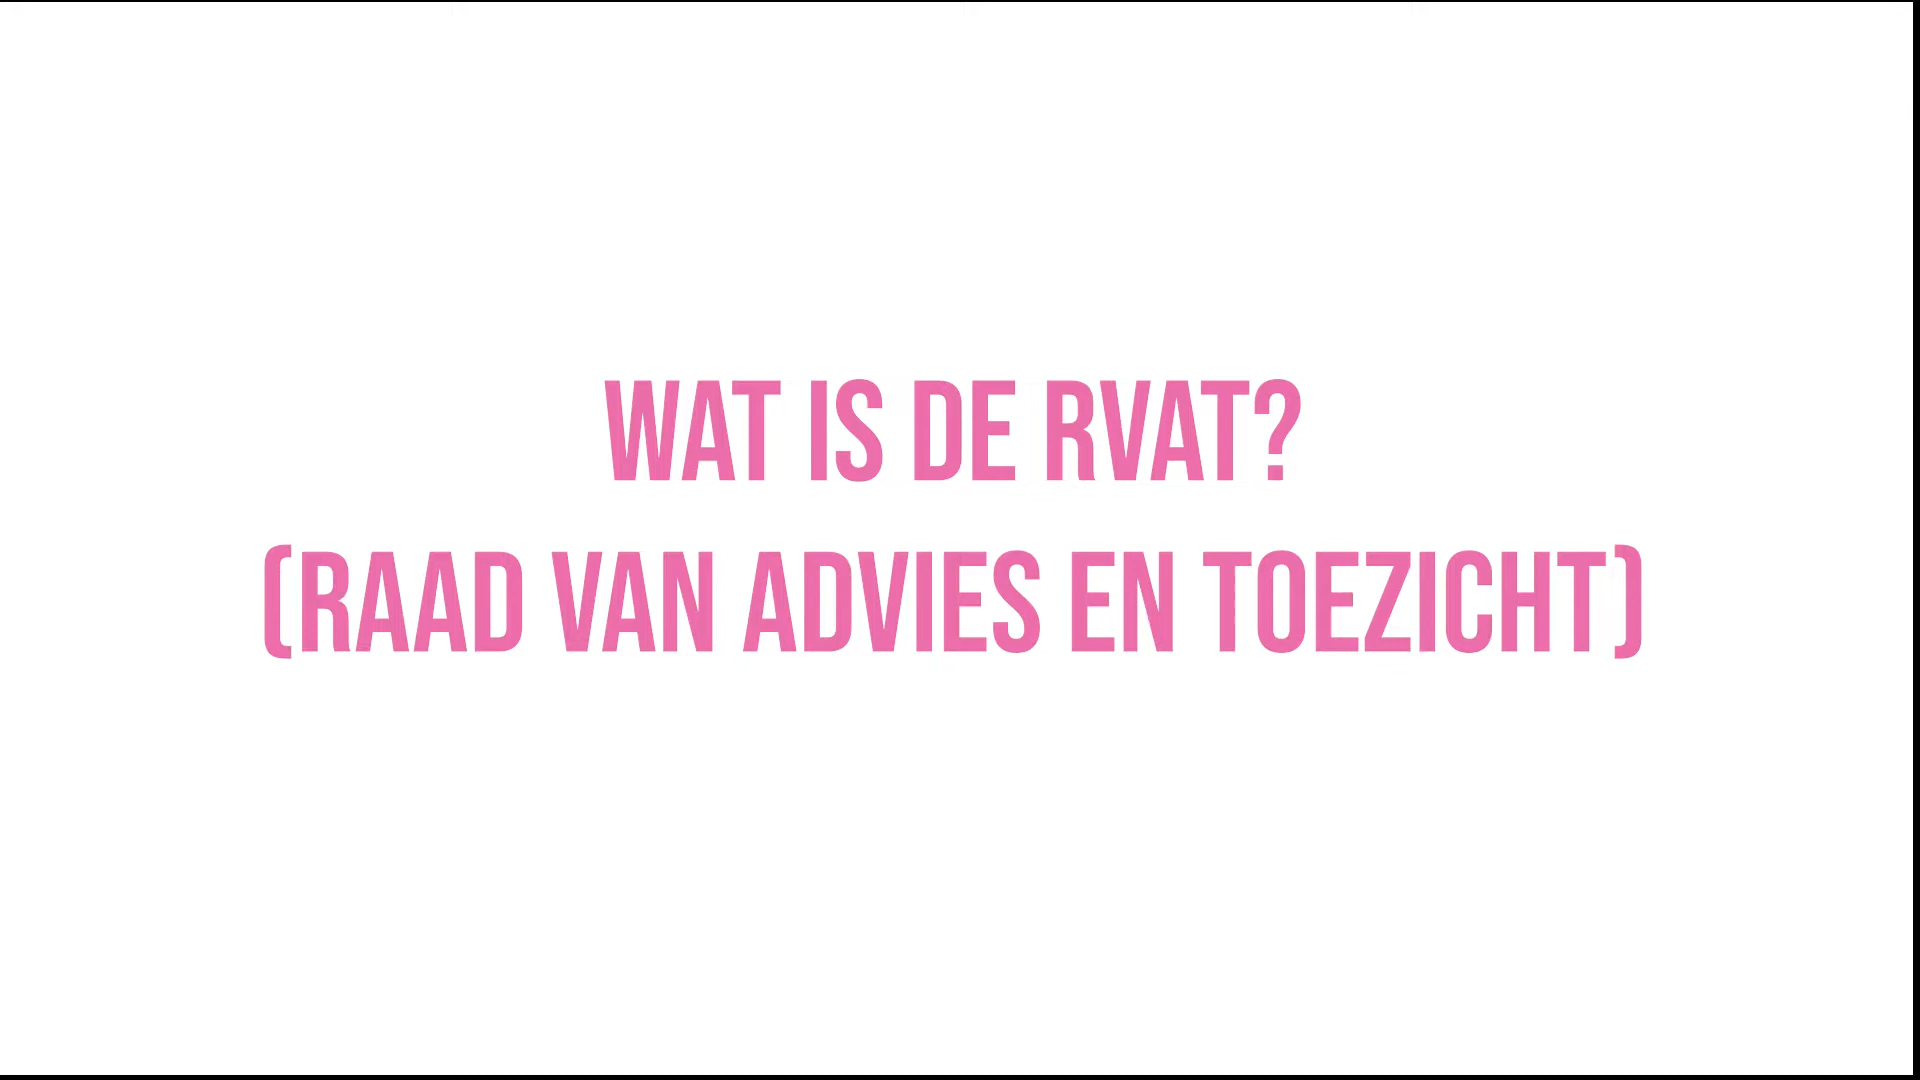 WAT IS DE RVAT?
(RAAD VAN ADVIES EN TOEZICHT)